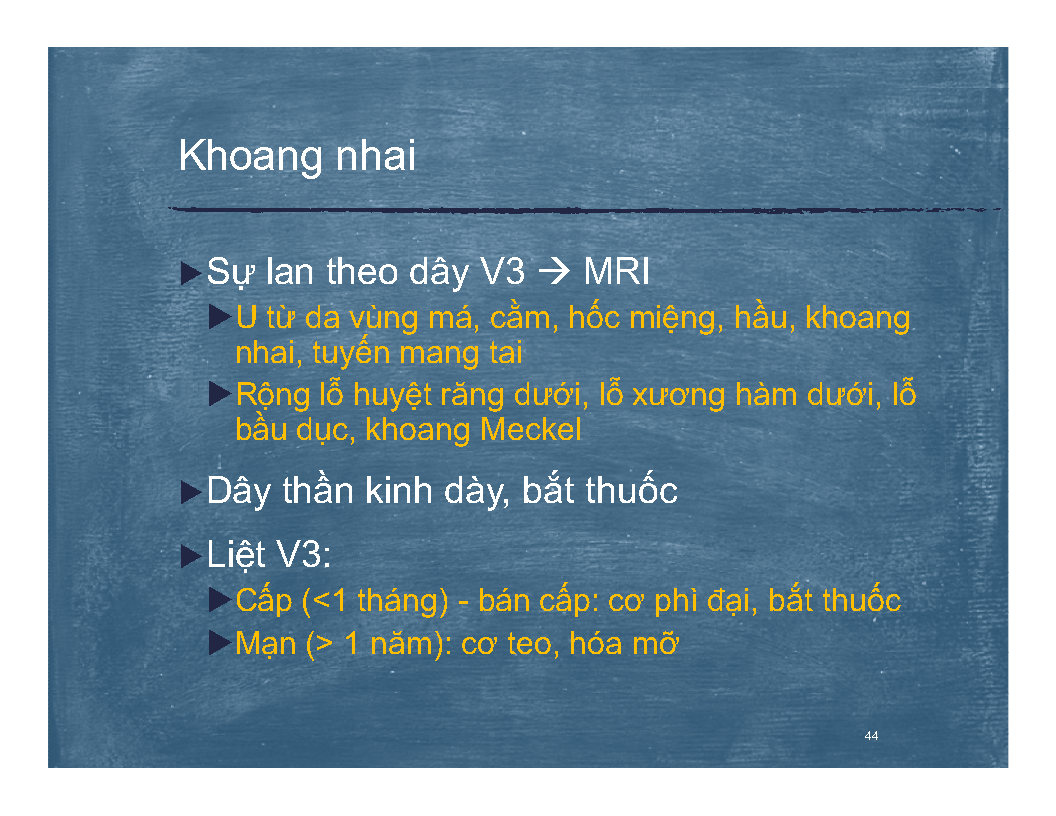 Khoang nhai
Sự lan theo dây V3 → MRI
U từ da vùng má, cằm, hốc miệng, hầu, khoang
nhai, tuyến mang tai
Rộng lỗ huyệt răng dưới, lỗ xương hàm dưới, lỗ
bầu dục, khoang Meckel
Dây thần kinh dày, bắt thuốc
Liệt V3:
Cấp (<1 tháng) - bán cấp: cơ phì đại, bắt thuốc
Mạn (> 1 năm): cơ teo, hóa mỡ
44